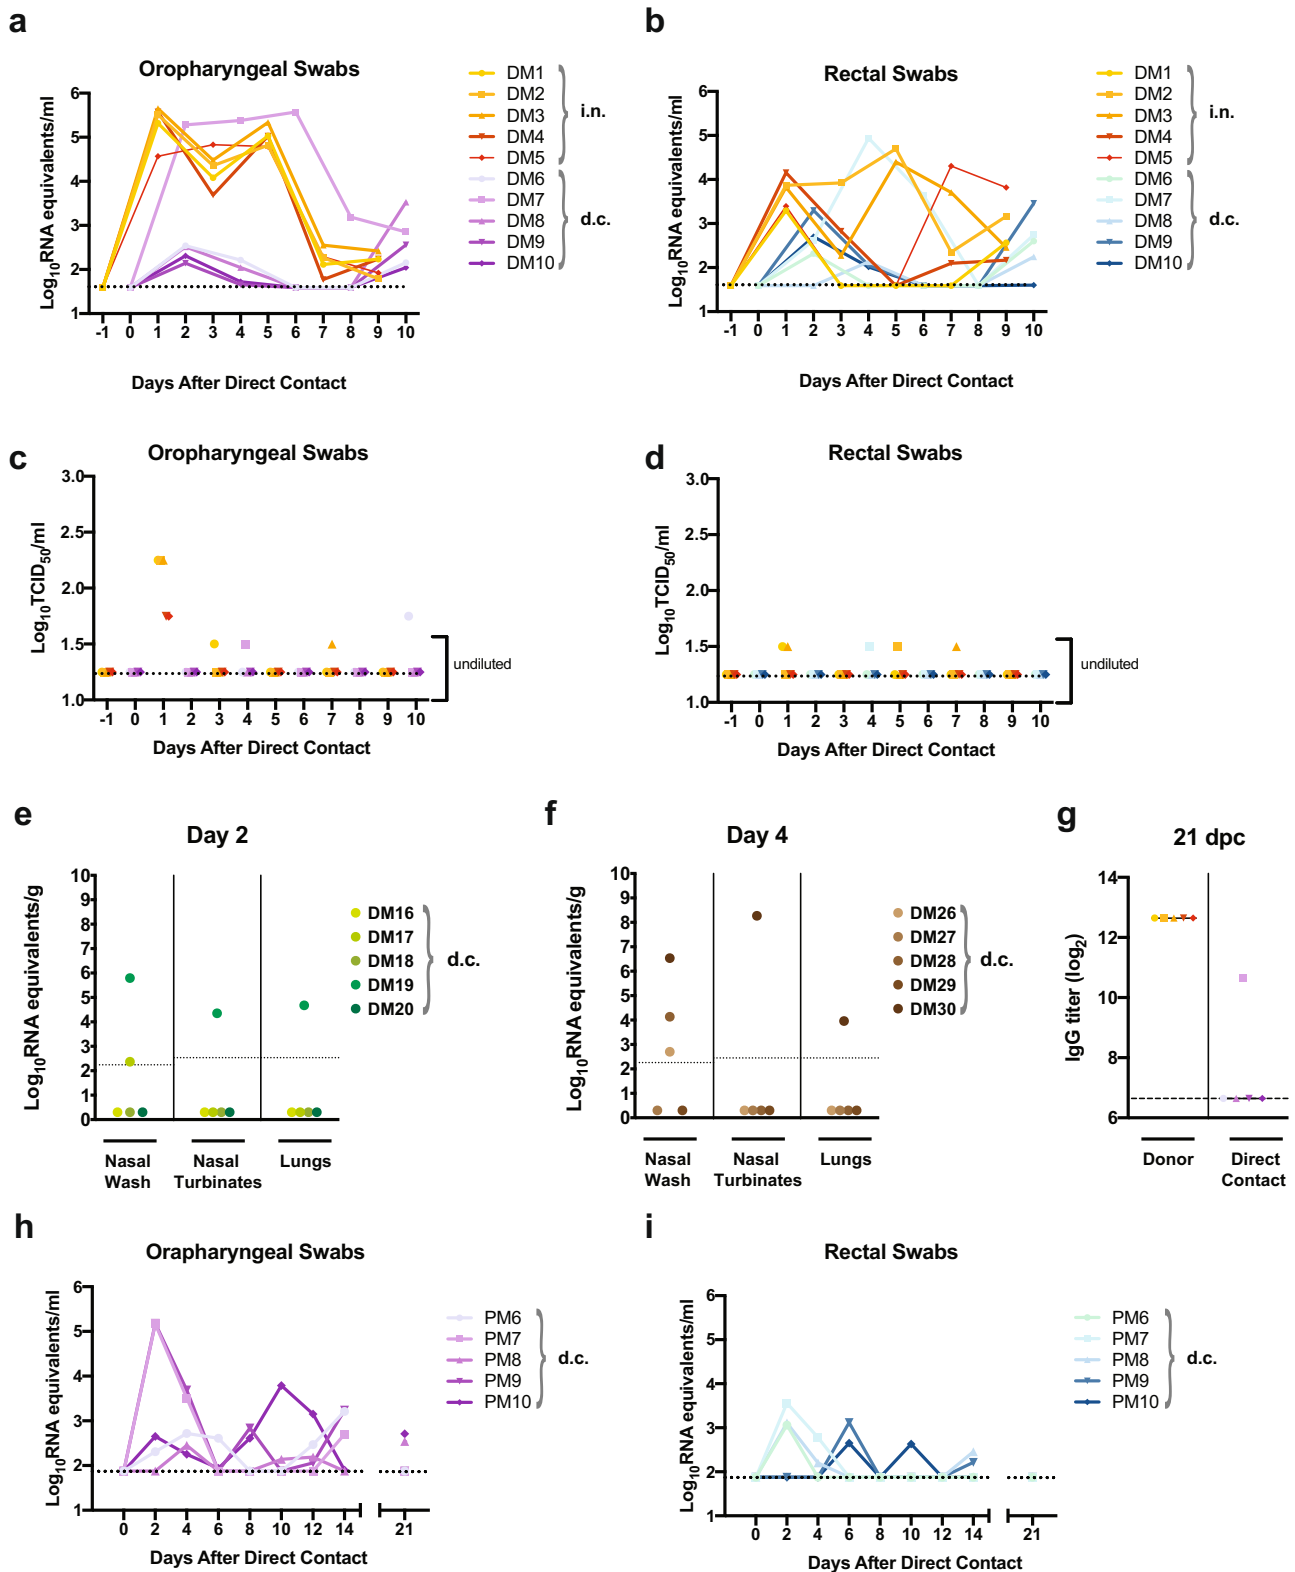 a
Oropharyngeal Swabs
Log10RNA equivalents/ml
6
5
4
3
2
1
-1 0 1 2 3 4 5 6 7 8 9 10
Days After Direct Contact
DM1
DM2
DM3
DM4
DM5
i.n.
DM6
DM7
DM8
DM9
DM10
d.c.
b
Rectal Swabs
Log10RNA equivalents/ml
6
5
4
3
2
1
-1 0 1 2 3 4 5 6 7 8 9 10
Days After Direct Contact
DM1
DM2
DM3
DM4
DM5
i.n.
DM6
DM7
DM8
DM9
DM10
d.c.
c
Oropharyngeal Swabs
Log10TCID50/ml
3.0
2.5
2.0
1.5
1.0
-1 0 1 2 3 4 5 6 7 8 9 10
Days After Direct Contact
undiluted
d
Rectal Swabs
Log10TCID50/ml
3.0
2.5
2.0
1.5
1.0
-1 0 1 2 3 4 5 6 7 8 9 10
Days After Direct Contact
undiluted
e
Day 2
Log10RNA equivalents/g
10
9
8
7
6
5
4
3
2
1
0
Nasal Wash
Nasal Turbinates
Lungs
DM16
DM17
DM18
DM19
DM20
d.c.
f
Day 4
Log10RNA equivalents/g
10
9
8
7
6
5
4
3
2
1
0
Nasal Wash
Nasal Turbinates
Lungs
DM26
DM27
DM28
DM29
DM30
d.c.
g
21 dpc
IgG titer (log2)
14
12
10
8
6
Donor
Direct Contact
h
Orapharyngeal Swabs
Log10RNA equivalents/ml
6
5
4
3
2
1
0 2 4 6 8 10 12 14 21
Days After Direct Contact
PM6
PM7
PM8
PM9
PM10
d.c.
i
Rectal Swabs
Log10RNA equivalents/ml
6
5
4
3
2
1
0 2 4 6 8 10 12 14 21
Days After Direct Contact
PM6
PM7
PM8
PM9
PM10
d.c.